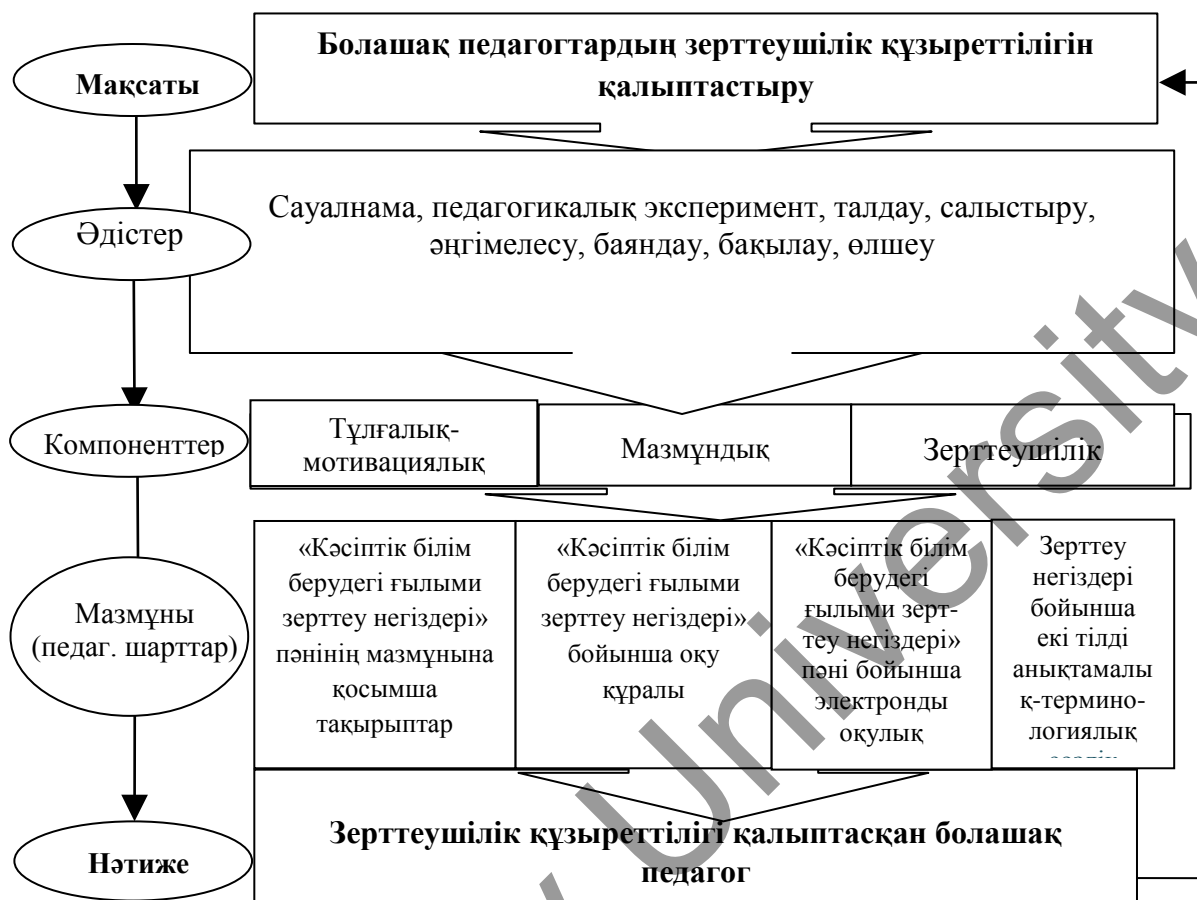 Болашақ педагогтардың зерттеушілік құзыреттілігін
қалыптастыру
Мақсаты
Сауалнама, педагогикалық эксперимент, талдау, салыстыру,
әңгімелесу, баяндау, бақылау, өлшеу
Әдістер
Компоненттер
Тұлғалық-
мотивациялық
Мазмұндық
Зерттеушілік
Мазмұны
(педаг. шарттар)
«Кәсіптік білім
берудегі ғылыми
зерттеу негіздері»
пәнінің мазмұнына
қосымша
тақырыптар
«Кәсіптік білім
берудегі ғылыми
зерттеу негіздері»
бойынша оқу
құралы
«Кәсіптік білім
берудегі
ғылыми зерт-
теу негіздері»
пәні бойынша
электронды
оқулық
Зерттеу
негіздері
бойынша
екі тілді
анықтамалы
қ-термино-
логиялық
Нәтиже
Зерттеушілік құзыреттілігі қалыптасқан болашақ
педагог
University